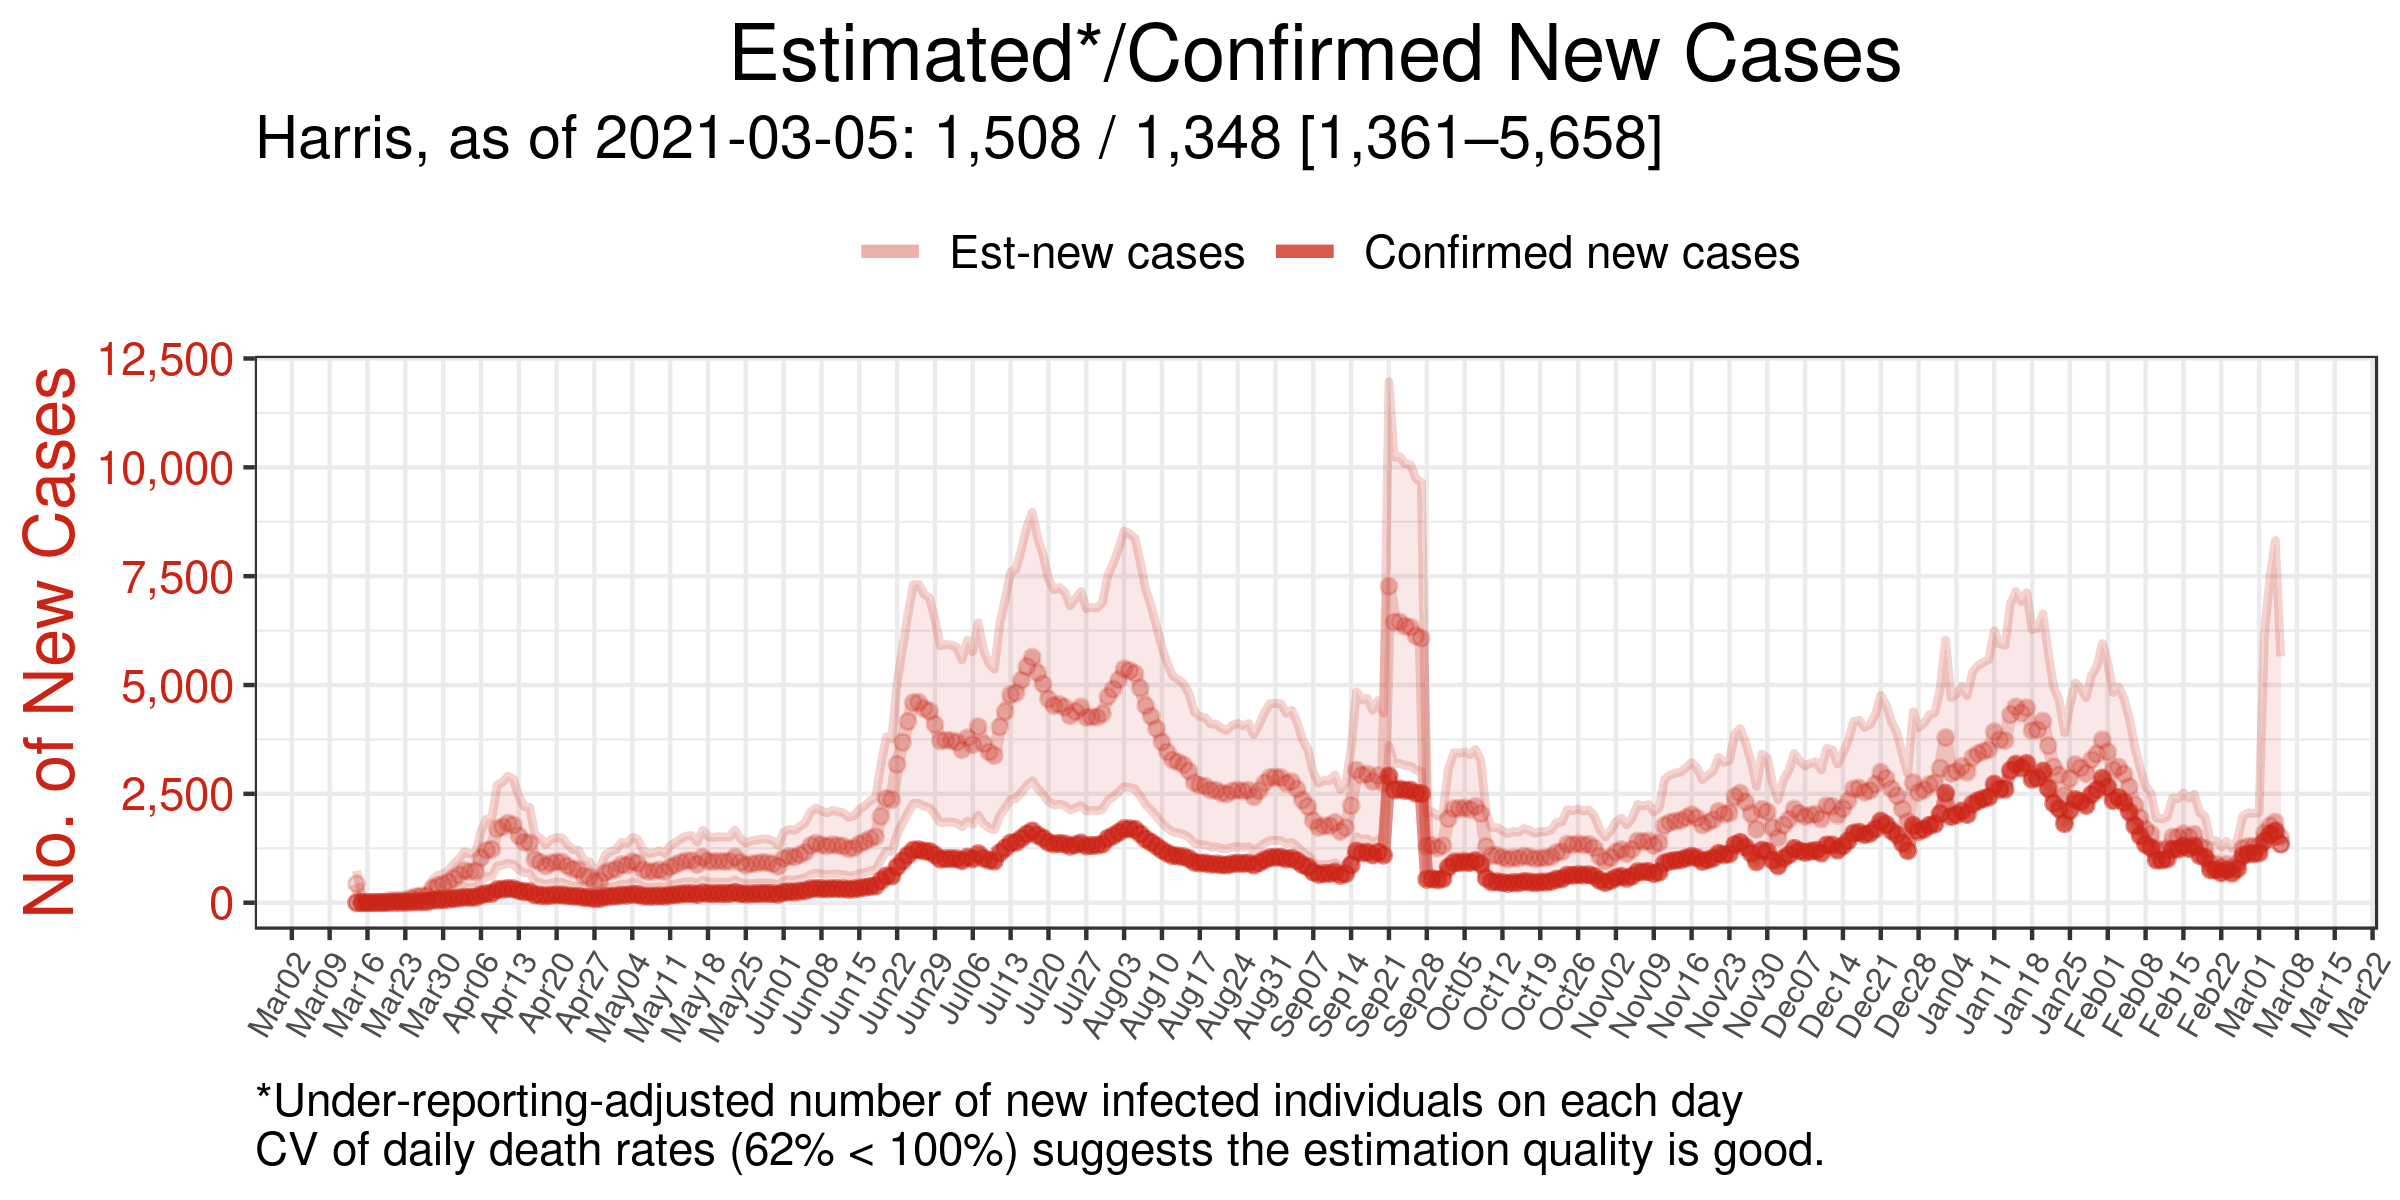 Estimated*/Confirmed New Cases
Harris, as of 2021-03-05: 1,508 / 1,348 [1,361–5,658]
Est-new cases Confirmed new cases
No. of New Cases
12,500
10,000
7,500
5,000
2,500
0
Mar02 Mar09 Mar16 Mar23 Mar30 Apr06 Apr13 Apr20 Apr27 May04 May11 May18 May25 Jun01 Jun08 Jun15 Jun22 Jun29 Jul06 Jul13 Jul20 Jul27 Aug03 Aug10 Aug17 Aug24 Aug31 Sep07 Sep14 Sep21 Sep28 Oct05 Oct12 Oct19 Oct26 Nov02 Nov09 Nov16 Nov23 Nov30 Dec07 Dec14 Dec21 Dec28 Jan04 Jan11 Jan18 Jan25 Feb01 Feb08 Feb15 Feb22 Mar01 Mar08 Mar15 Mar22
*Under-reporting-adjusted number of new infected individuals on each day
CV of daily death rates (62% < 100%) suggests the estimation quality is good.